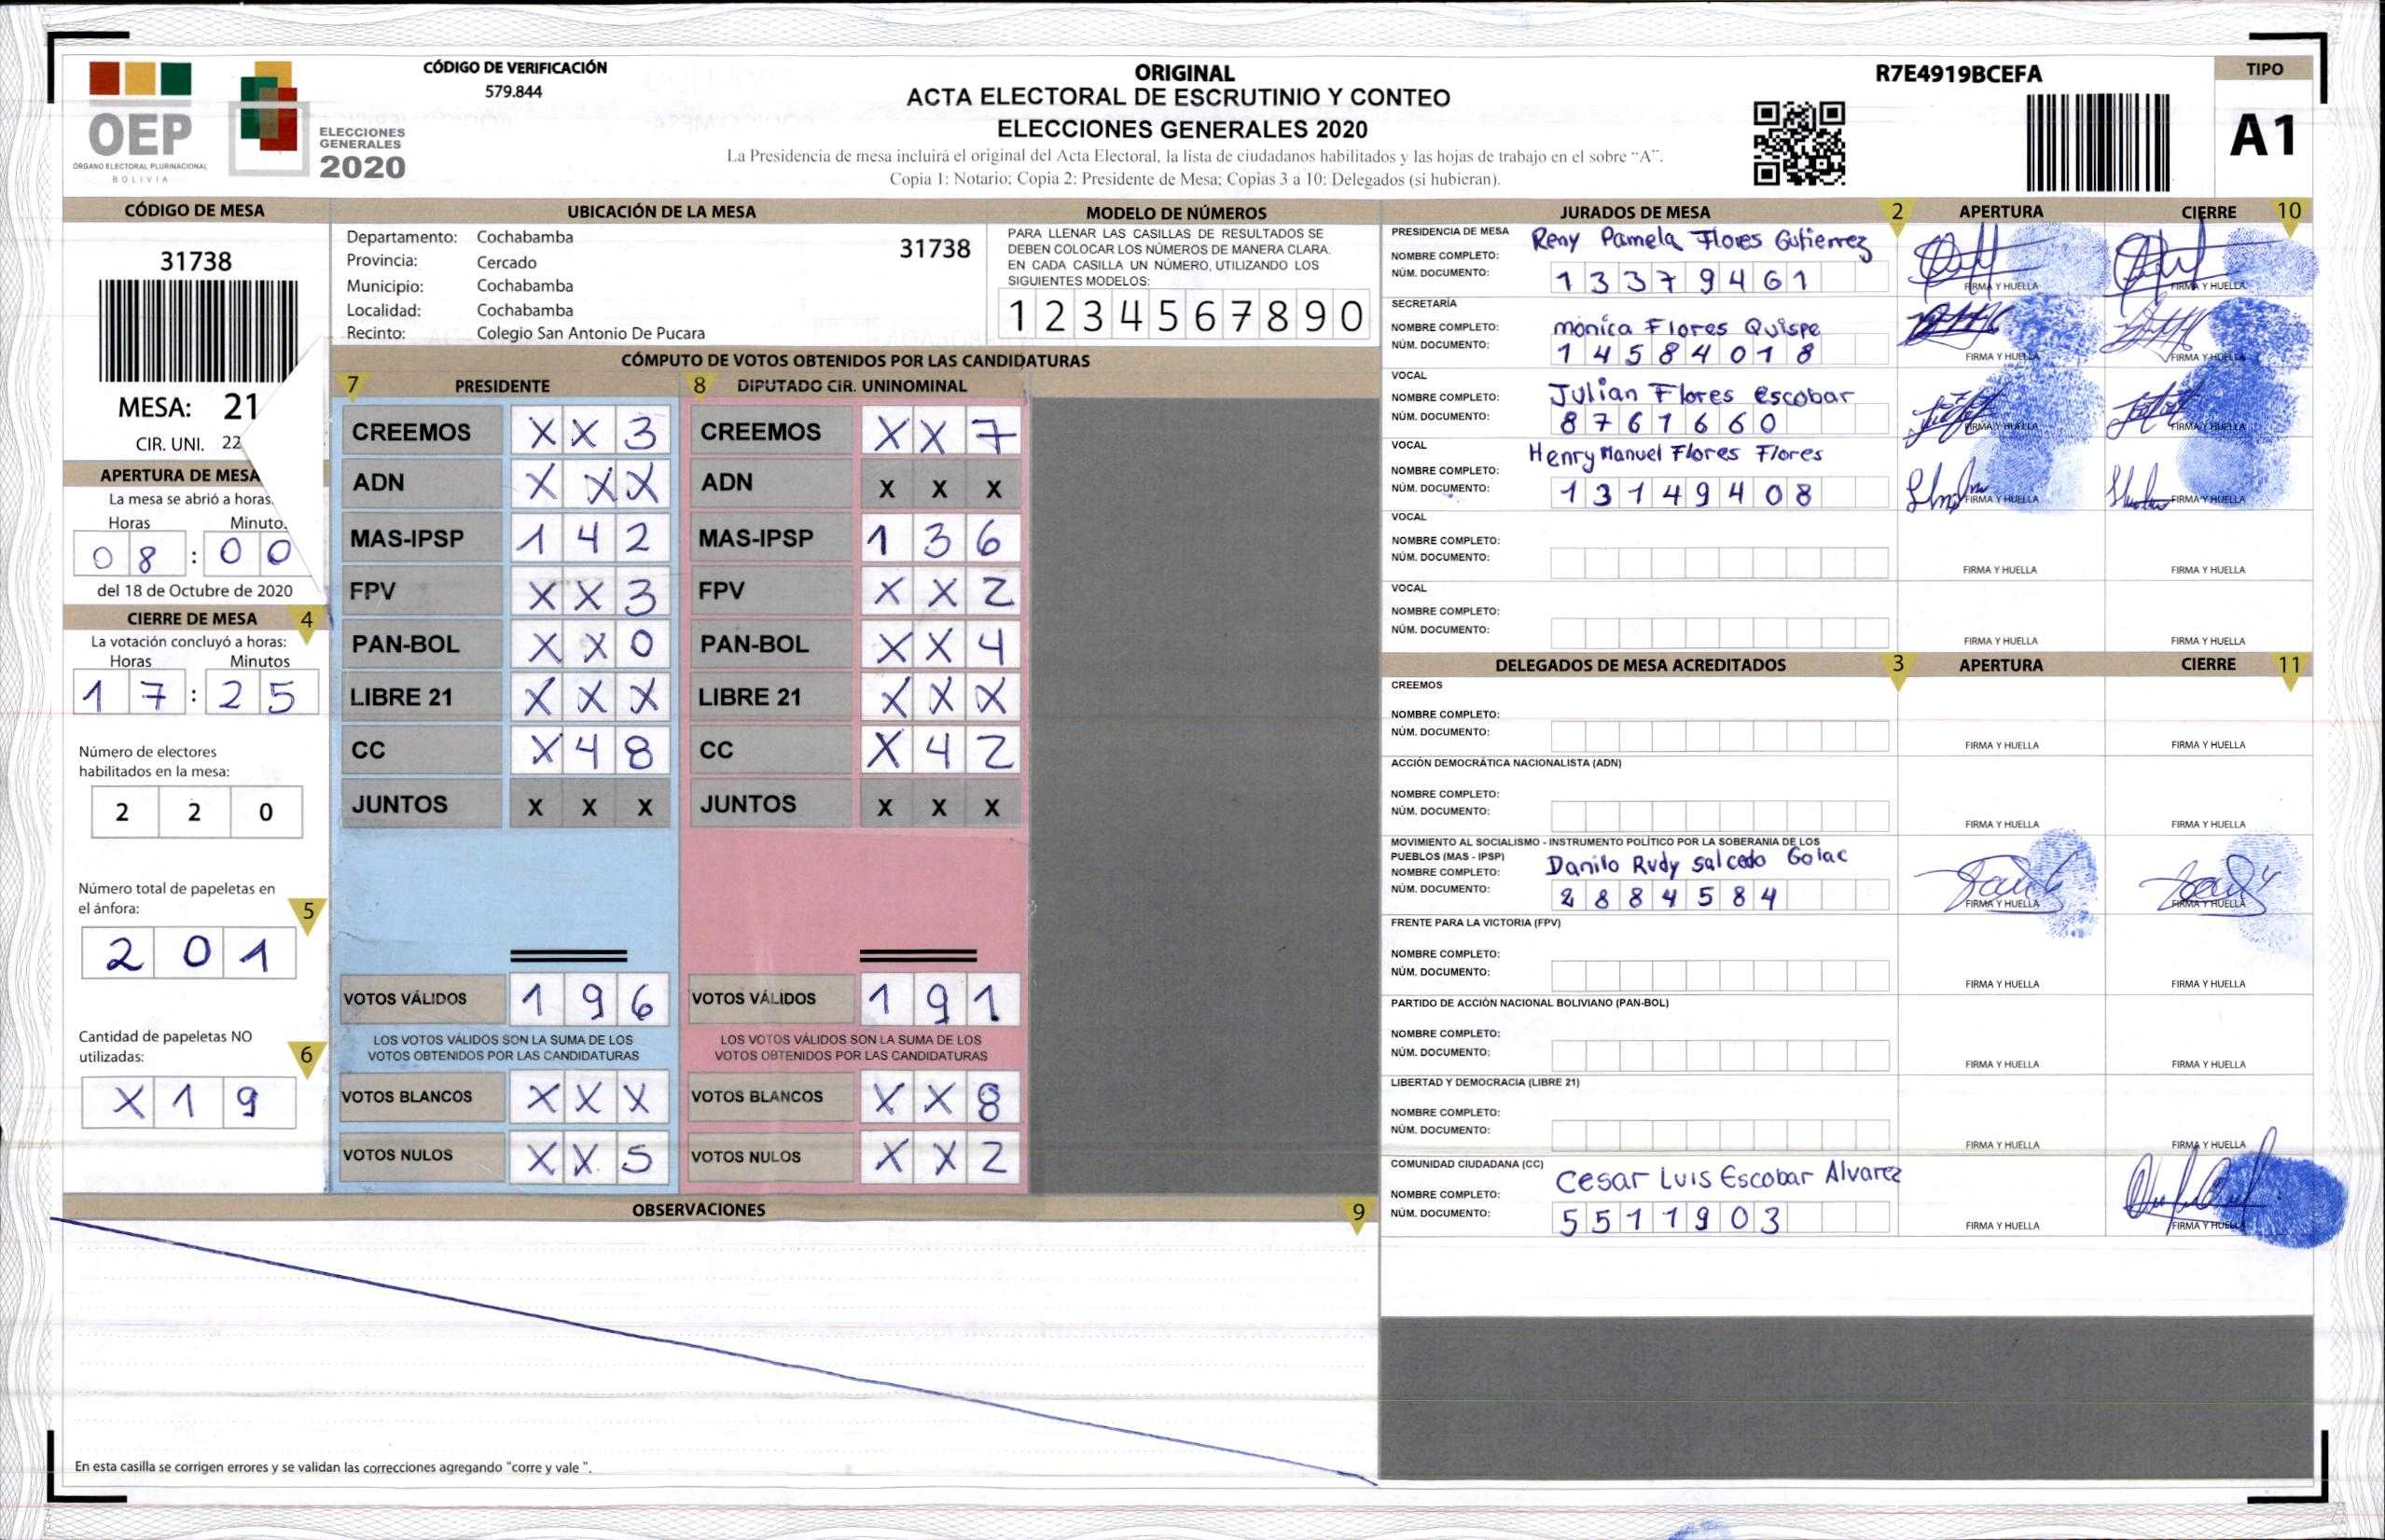 CÓDIGO DE VERIFICACIÓN
579.844
OEP
ÓRGANO ELECTORAL PLURINACIONAL
BOLIVIA
ELECCIONES
GENERALES
2020
ORIGINAL
ACTA ELECTORAL DE ESCRUTINIO Y CONTEO
ELECCIONES GENERALES 2020
La Presidencia de mesa incluirá el original del Acta Electoral, la lista de ciudadanos habilitados y las hojas de trabajo en el sobre "A".
Copia 1: Notario; Copia 2: Presidente de Mesa; Copias 3 a 10: Delegados (si hubieran).
R7E4919BCEFA
TIPO
A1
CÓDIGO DE MESA
31738
MESA: 21
CIR. UNI. 22
APERTURA DE MESA
La mesa se abrió a horas
Horas Minuto
0 8 : 0 0
del 18 de Octubre de 2020
CIERRE DE MESA 4
La votación concluyó a horas:
Horas Minutos
1 7 : 2 5
Número de electores
habilitados en la mesa:
2 2 0
Número total de papeletas en
el ánfora: 5
2 0 1
Cantidad de papeletas NO
utilizadas: 6
X 1 9
UBICACIÓN DE LA MESA
Departamento: Cochabamba 31738
Provincia: Cercado
Municipio: Cochabamba
Localidad: Cochabamba
Recinto: Colegio San Antonio De Pucara
MODELO DE NÚMEROS
PARA LLENAR LAS CASILLAS DE RESULTADOS SE
DEBEN COLOCAR LOS NÚMEROS DE MANERA CLARA.
EN CADA CASILLA UN NÚMERO, UTILIZANDO LOS
SIGUIENTES MODELOS:
1 2 3 4 5 6 7 8 9 0
CÓMPUTO DE VOTOS OBTENIDOS POR LAS CANDIDATURAS
7 PRESIDENTE 8 DIPUTADO CIR. UNINOMINAL
CREEMOS X X 3 CREEMOS X X 7
ADN X X X ADN X X X
MAS-IPSP 1 4 2 MAS-IPSP 1 3 6
FPV X X 3 FPV X X 2
PAN-BOL X X 0 PAN-BOL X X 4
LIBRE 21 X X X LIBRE 21 X X X
CC X 4 8 CC X 4 2
JUNTOS X X X JUNTOS X X X
VOTOS VÁLIDOS 1 9 6 VOTOS VÁLIDOS 1 9 1
LOS VOTOS VÁLIDOS SON LA SUMA DE LOS LOS VOTOS VÁLIDOS SON LA SUMA DE LOS
VOTOS OBTENIDOS POR LAS CANDIDATURAS VOTOS OBTENIDOS POR LAS CANDIDATURAS
VOTOS BLANCOS X X X VOTOS BLANCOS X X 8
VOTOS NULOS X X 5 VOTOS NULOS X X 2
OBSERVACIONES 9
En esta casilla se corrigen errores y se validan las correcciones agregando "corre y vale ".
JURADOS DE MESA 2 APERTURA CIERRE 10
PRESIDENCIA DE MESA Reny Pamela Flores Gutierrez
NOMBRE COMPLETO:
NÚM. DOCUMENTO: 1 3 3 7 9 4 6 1 FIRMA Y HUELLA FIRMA Y HUELLA
SECRETARÍA
NOMBRE COMPLETO: monica Flores Quispe
NÚM. DOCUMENTO: 1 4 5 8 4 0 1 8 FIRMA Y HUELLA FIRMA Y HUELLA
VOCAL
NOMBRE COMPLETO: Julian Flores escobar
NÚM. DOCUMENTO: 8 7 6 1 6 6 0 FIRMA Y HUELLA FIRMA Y HUELLA
VOCAL
NOMBRE COMPLETO: Henry Manuel Flores Flores
NÚM. DOCUMENTO: 1 3 1 4 9 4 0 8 FIRMA Y HUELLA FIRMA Y HUELLA
VOCAL
NOMBRE COMPLETO:
NÚM. DOCUMENTO: FIRMA Y HUELLA FIRMA Y HUELLA
VOCAL
NOMBRE COMPLETO:
NÚM. DOCUMENTO: FIRMA Y HUELLA FIRMA Y HUELLA
DELEGADOS DE MESA ACREDITADOS 3 APERTURA CIERRE 11
CREEMOS
NOMBRE COMPLETO:
NÚM. DOCUMENTO: FIRMA Y HUELLA FIRMA Y HUELLA
ACCIÓN DEMOCRÁTICA NACIONALISTA (ADN)
NOMBRE COMPLETO:
NÚM. DOCUMENTO: FIRMA Y HUELLA FIRMA Y HUELLA
MOVIMIENTO AL SOCIALISMO - INSTRUMENTO POLÍTICO POR LA SOBERANIA DE LOS
PUEBLOS (MAS - IPSP) Danilo Rudy salcedo Golac
NOMBRE COMPLETO:
NÚM. DOCUMENTO: 2 8 8 4 5 8 4 FIRMA Y HUELLA FIRMA Y HUELLA
FRENTE PARA LA VICTORIA (FPV)
NOMBRE COMPLETO:
NÚM. DOCUMENTO: FIRMA Y HUELLA FIRMA Y HUELLA
PARTIDO DE ACCIÓN NACIONAL BOLIVIANO (PAN-BOL)
NOMBRE COMPLETO:
NÚM. DOCUMENTO: FIRMA Y HUELLA FIRMA Y HUELLA
LIBERTAD Y DEMOCRACIA (LIBRE 21)
NOMBRE COMPLETO:
NÚM. DOCUMENTO: FIRMA Y HUELLA FIRMA Y HUELLA
COMUNIDAD CIUDADANA (CC) Cesar Luis Escobar Alvarez
NOMBRE COMPLETO:
NÚM. DOCUMENTO: 5 5 1 1 9 0 3 FIRMA Y HUELLA FIRMA Y HUELLA